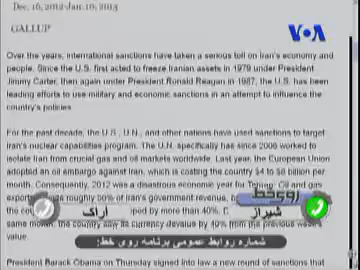 Dec. 16, 2012-Jan. 10, 2013
VOA
GALLUP
Over the years, international sanctions have taken a serious toll on Iran's economy and
people. Since the U.S. first acted to freeze Iranian assets in 1979 under President
Jimmy Carter, then again under President Ronald Reagan in 1987, the U.S. has been
leading efforts to use military and economic sanctions in an attempt to influence the
country's policies.
For the past decade, the U.S., U.N., and other nations have used sanctions to target
Iran's nuclear capabilities program. The U.N. specifically has since 2006 worked to
isolate Iran from crucial gas and oil markets worldwide. Last year, the European Union
adopted an oil embargo against Iran, which is costing the country $4 to $8 billion per
month. Consequently, 2012 was a disastrous economic year for Tehran: Oil and gas
exports roughly 80% of Iran's government revenue,
روی خط
the cou ped by more than 40%.
شیراز
اراک
same month, the country saw its currency devalue by 40% from the previous week's
value.
شماره روابط عمومی برنامه روی خط:
President Barack Obama on Thursday signed into law a new round of sanctions that